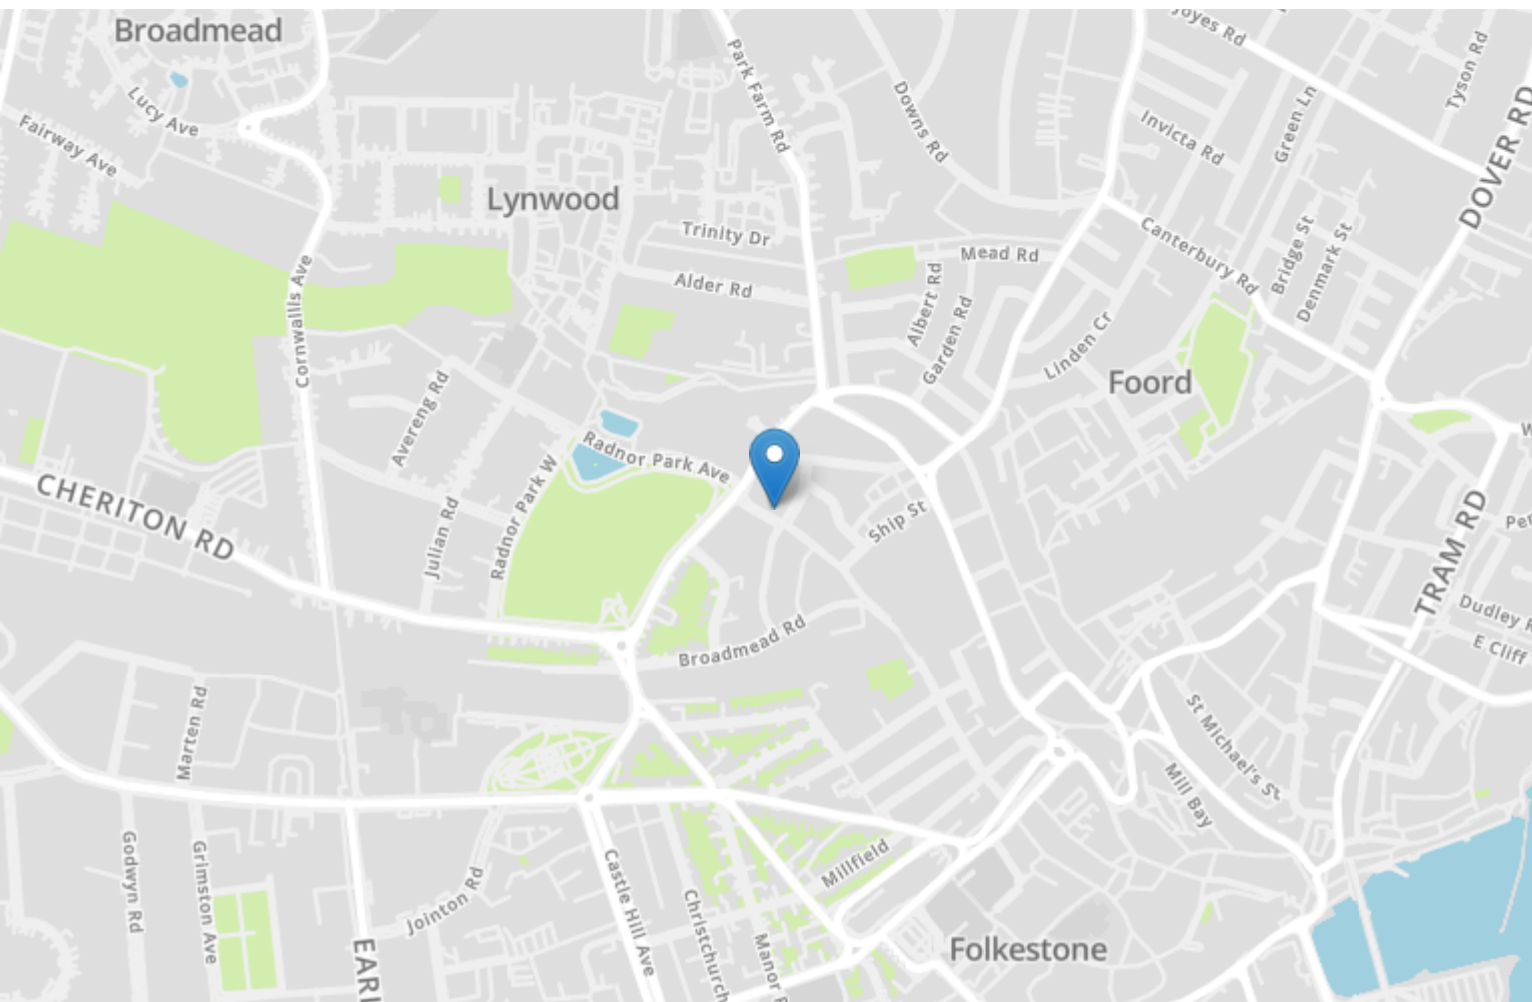 Broadmead
Joyes Rd
Tyson Rd
Park Farm Rd
Downs Rd
Lucy Ave
Fairway Ave
Invicta Rd
Green Ln
DOVER RD
Lynwood
Trinity Dr
Mead Rd
Canterbury Rd
Bridge St
Denmark St
Alder Rd
Albert Rd
Garden Rd
Linden Cr
Cornwallis Ave
Foord
Avereng Rd
Radnor Park Ave
CHERITON RD
Radnor Park W
Julian Rd
Ship St
TRAM RD
Dudley R
E Cliff
Broadmead Rd
Marten Rd
St Michael's St
Mill Bay
Godwyn Rd
Grimston Ave
Jointon Rd
Castle Hill Ave
Christchurch
Manor R
Millfield
EARL
Folkestone